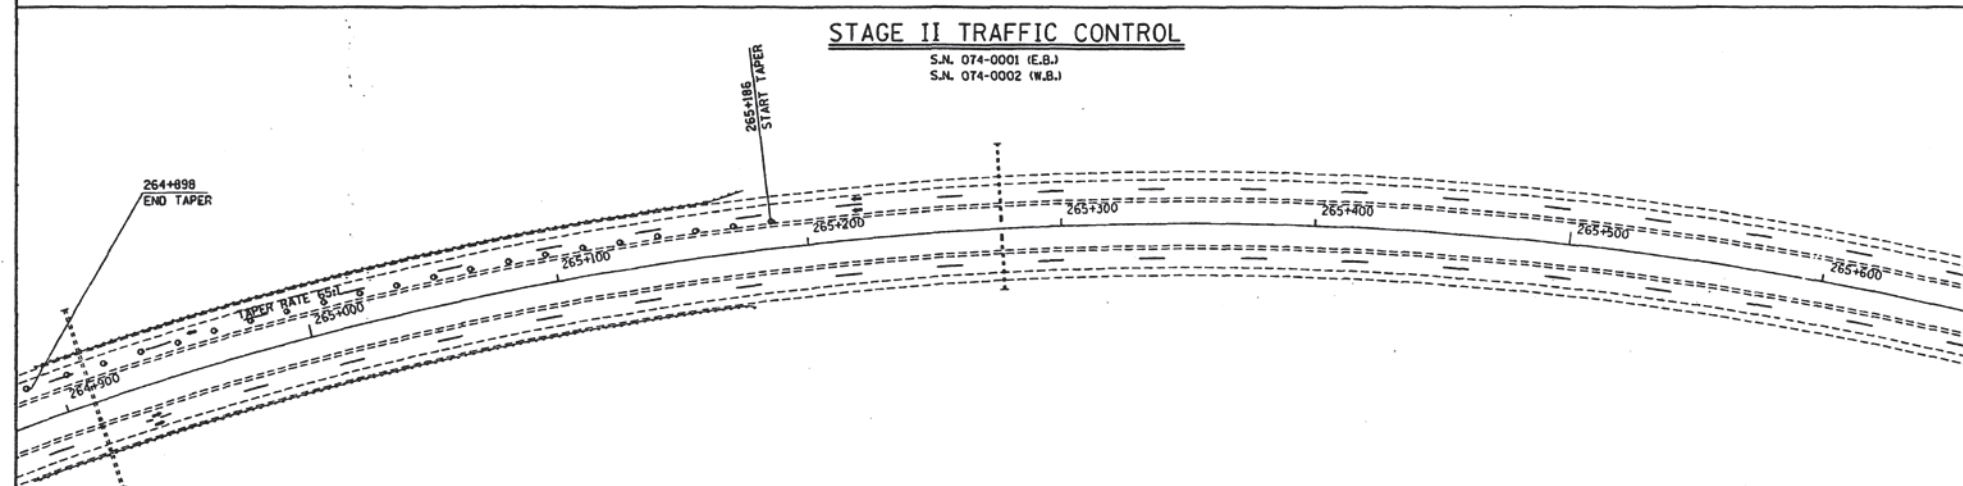 STAGE II TRAFFIC CONTROL
S.N. 074-0001 (E.B.)
S.N. 074-0002 (W.B.)
265+186
START TAPER
264+898
END TAPER
TAPER RATE 65:1
264+900
265+000
265+100
265+200
265+300
265+400
265+500
265+600